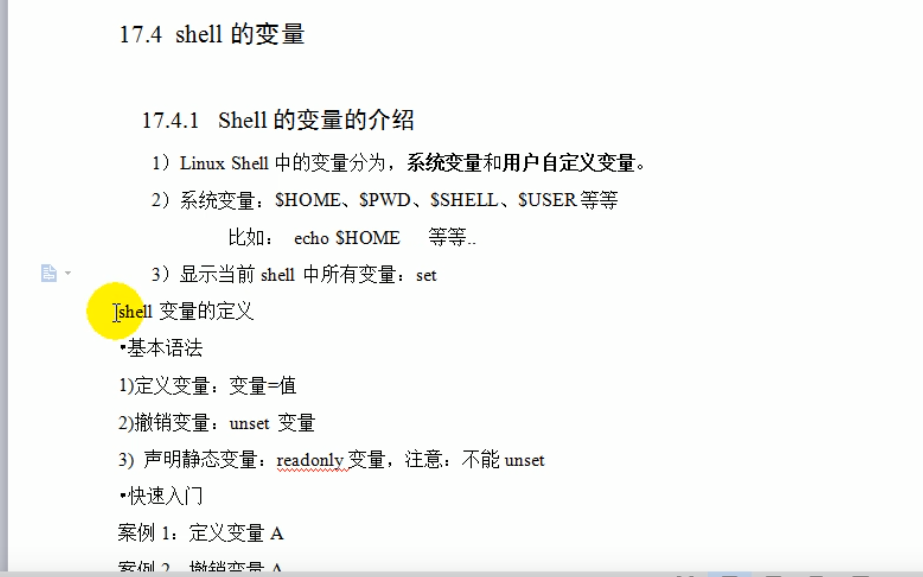 17.4 shell 的变量
17.4.1 Shell 的变量的介绍
1）Linux Shell 中的变量分为，系统变量和用户自定义变量。
2）系统变量：$HOME、$PWD、$SHELL、$USER 等等
比如： echo $HOME 等等..
3）显示当前 shell 中所有变量：set
shell 变量的定义
•基本语法
1)定义变量：变量=值
2)撤销变量：unset 变量
3) 声明静态变量：readonly 变量，注意：不能 unset
•快速入门
案例 1：定义变量 A
案例 2 撤销变量 A